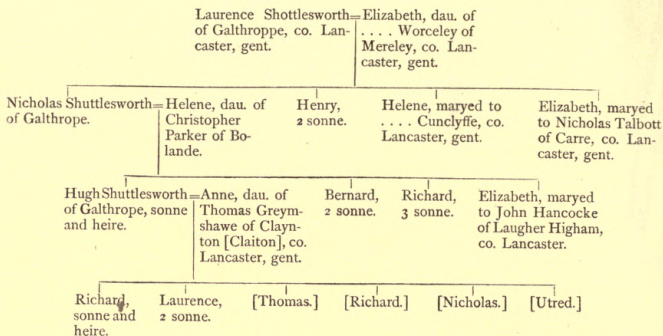 Laurence Shottlesworth=Elizabeth, dau. of
of Galthroppe, co. Lan- . . . . Worceley of
caster, gent. Mereley, co. Lan-
caster, gent.
Nicholas Shuttlesworth= Helene, dau. of Henry, Helene, maryed to Elizabeth, maryed
of Galthrope. Christopher 2 sonne. . . . . Cunclyffe, co. to Nicholas Talbott
Parker of Bo- Lancaster, gent. of Carre, co. Lan-
lande. caster, gent.
Hugh Shuttlesworth=Anne, dau. of Bernard, Richard, Elizabeth, maryed
of Galthrope, sonne Thomas Greym- 2 sonne. 3 sonne. to John Hancocke
and heire. shawe of Clayn- of Laugher Higham,
ton [Claiton], co. co. Lancaster.
Lancaster, gent.
Richard, Laurence, [Thomas.] [Richard.] [Nicholas.] [Utred.]
sonne and 2 sonne.
heire.